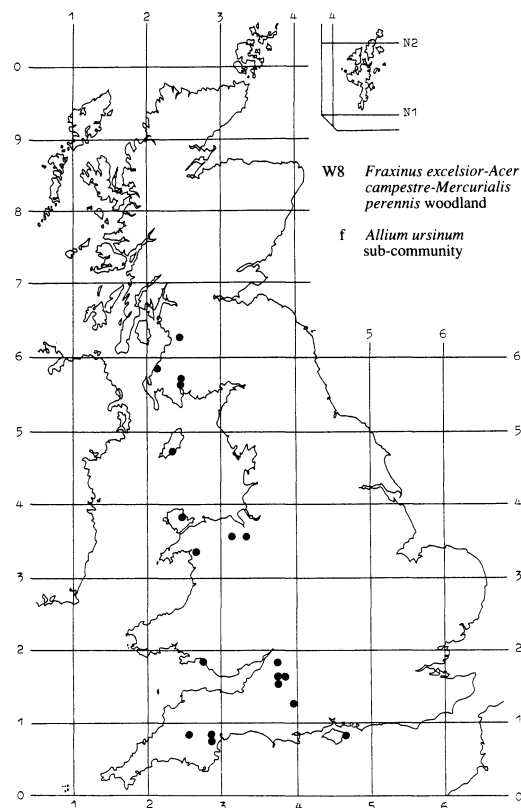 1 2 3 4 4
N2
0
N1
9
W8 Fraxinus excelsior-Acer
campestre-Mercurialis
perennis woodland
8
f Allium ursinum
sub-community
7
5 6
6 6
5 5
4 4
3 3
2 2
1 1
0 0
1 2 3 4 5 6